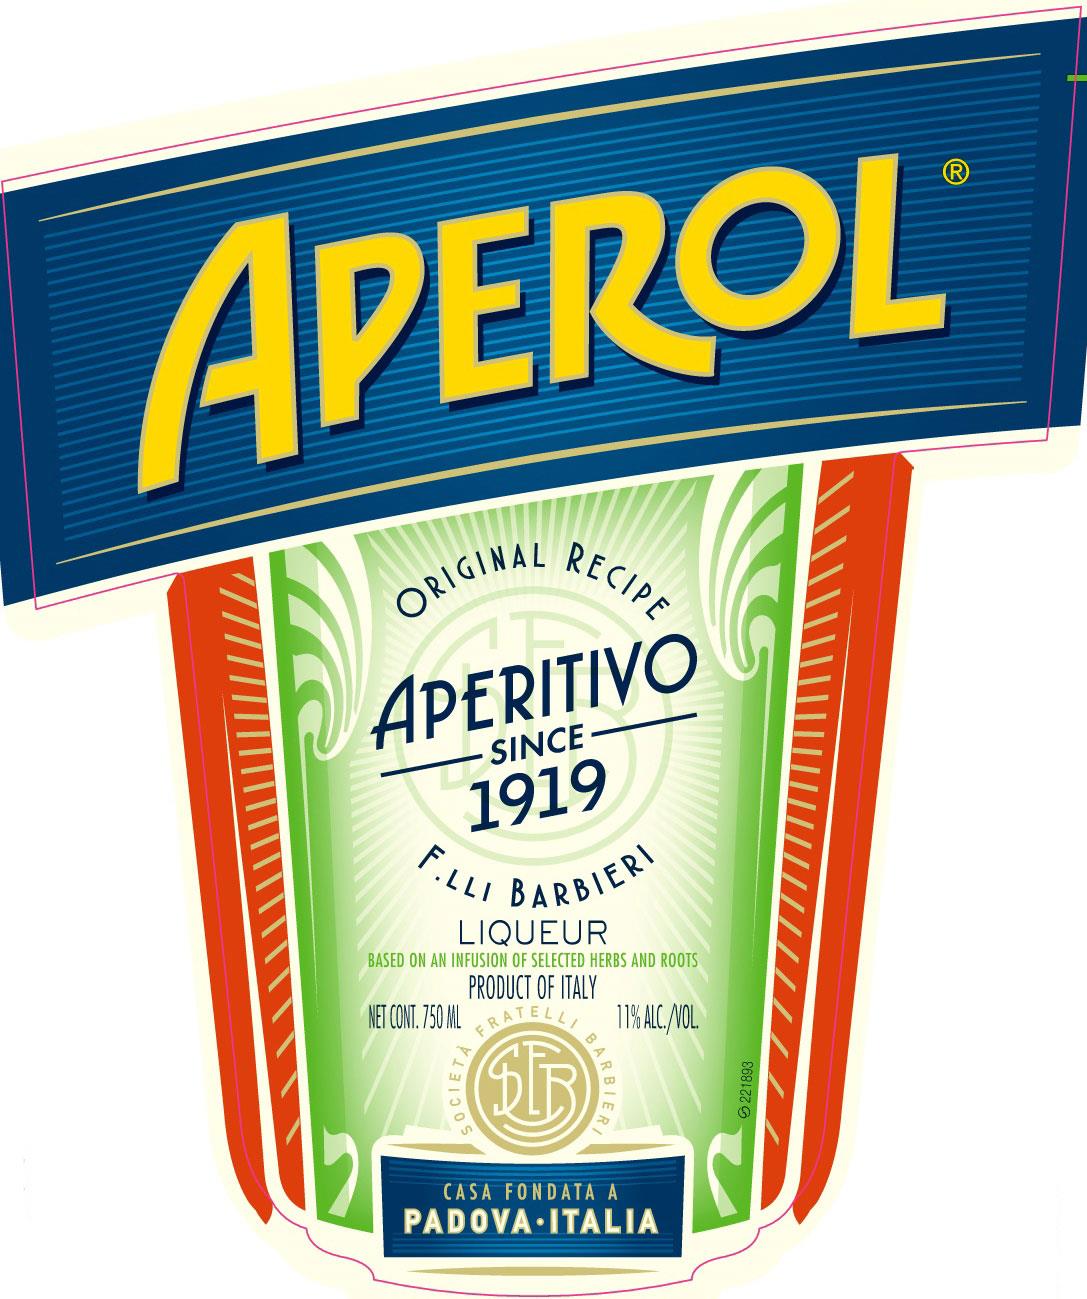 APEROL ®
ORIGINAL RECIPE
APERITIVO
SINCE
1919
F.LLI BARBIERI
LIQUEUR
BASED ON AN INFUSION OF SELECTED HERBS AND ROOTS
PRODUCT OF ITALY
NET CONT. 750 ML 11% ALC./VOL.
SOCIETÀ FRATELLI BARBIERI
SFB
221893
CASA FONDATA A
PADOVA·ITALIA